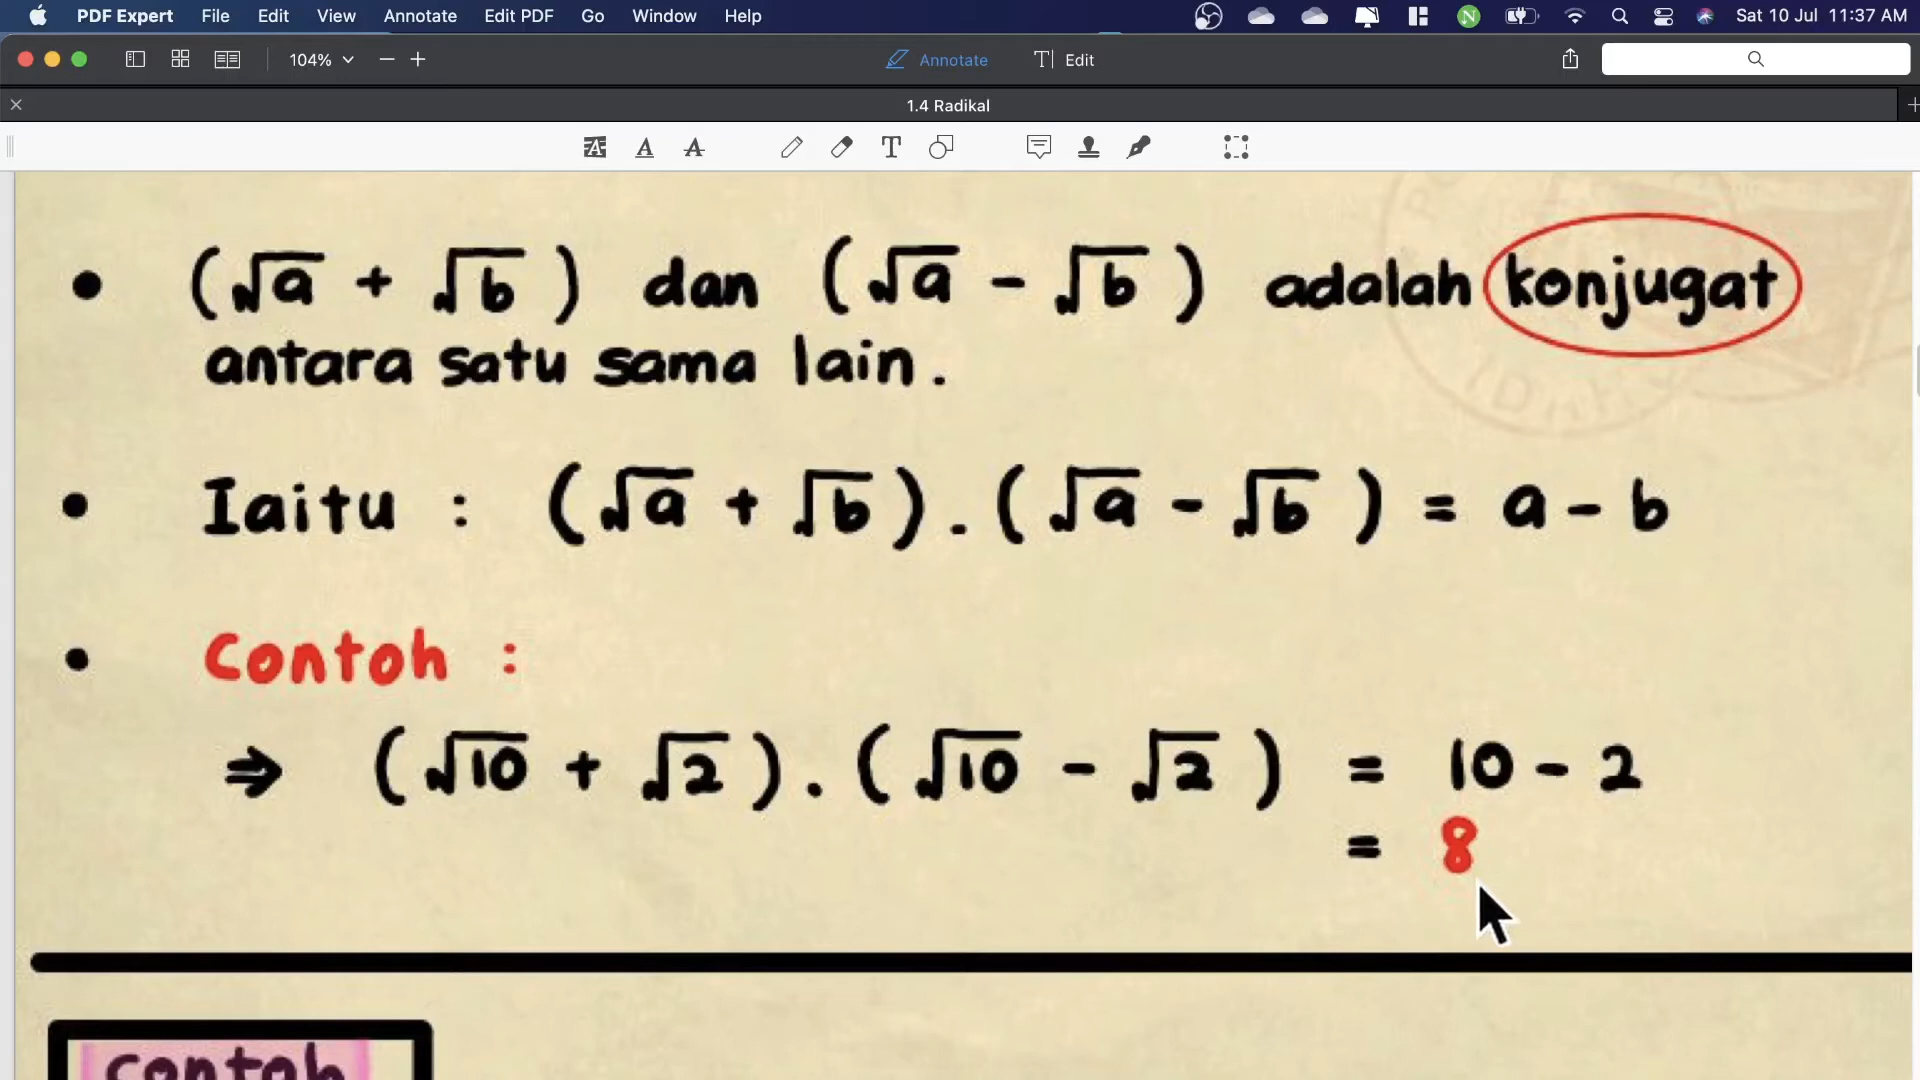 PDF Expert File Edit View Annotate Edit PDF Go Window Help Sat 10 Jul 11:37 AM
104% Annotate Edit
1.4 Radikal
• (√a + √b) dan (√a - √b) adalah konjugat
antara satu sama lain.
• Iaitu : (√a + √b).(√a - √b) = a - b
• Contoh :
⇒ (√10 + √2).(√10 - √2) = 10 - 2
= 8
contoh